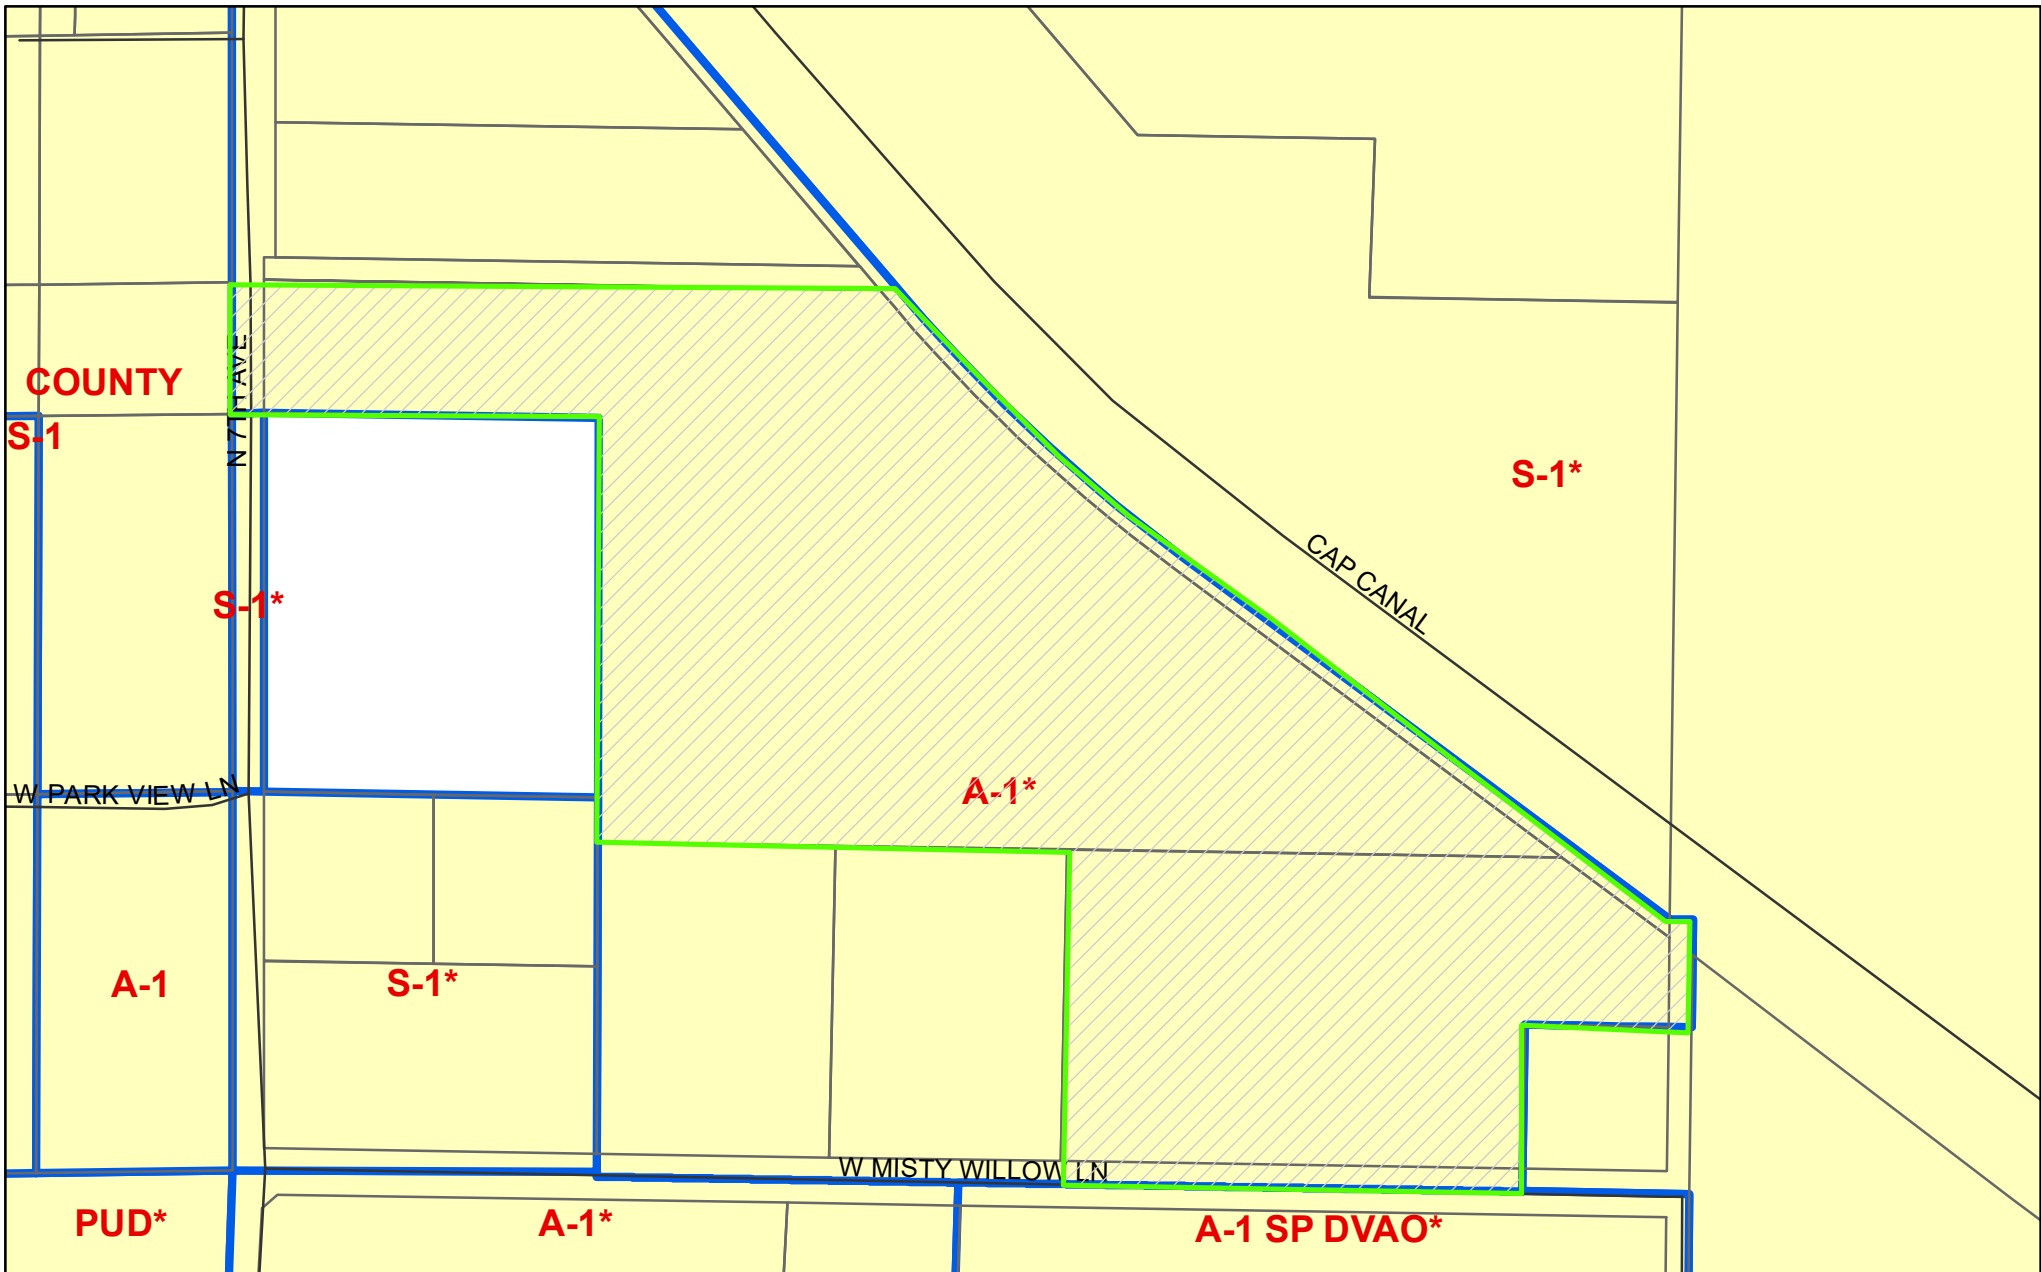 COUNTY
N 7TH AVE
S-1
S-1*
CAP CANAL
S-1*
W PARK VIEW LN
A-1*
A-1
S-1*
W MISTY WILLOW LN
PUD*
A-1*
A-1 SP DVAO*